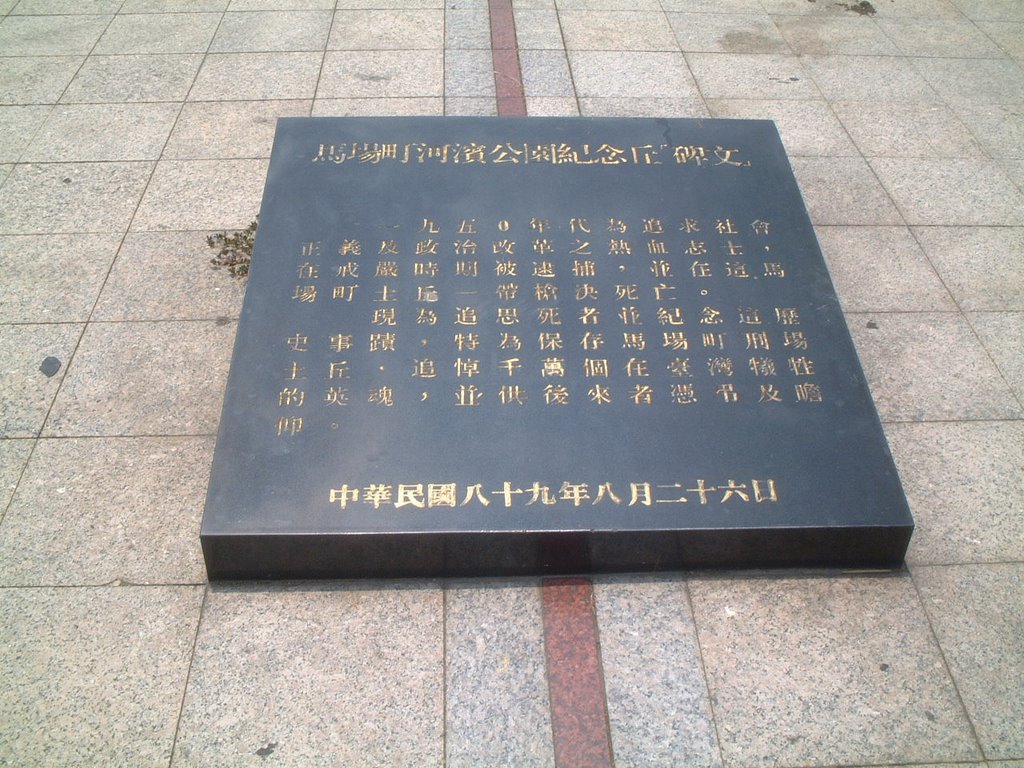 馬場町河濱公園紀念丘「碑文」
一九五0年代為追求社會
正義及政治改革之熱血志士，
在戒嚴時期被逮捕，並在這馬
場町土丘一帶槍決死亡。
現為追思死者並紀念這歷
史事蹟，特為保存馬場町刑場
土丘，追悼千萬個在臺灣犧牲
的英魂，並供後來者憑弔及瞻
仰。
中華民國八十九年八月二十六日